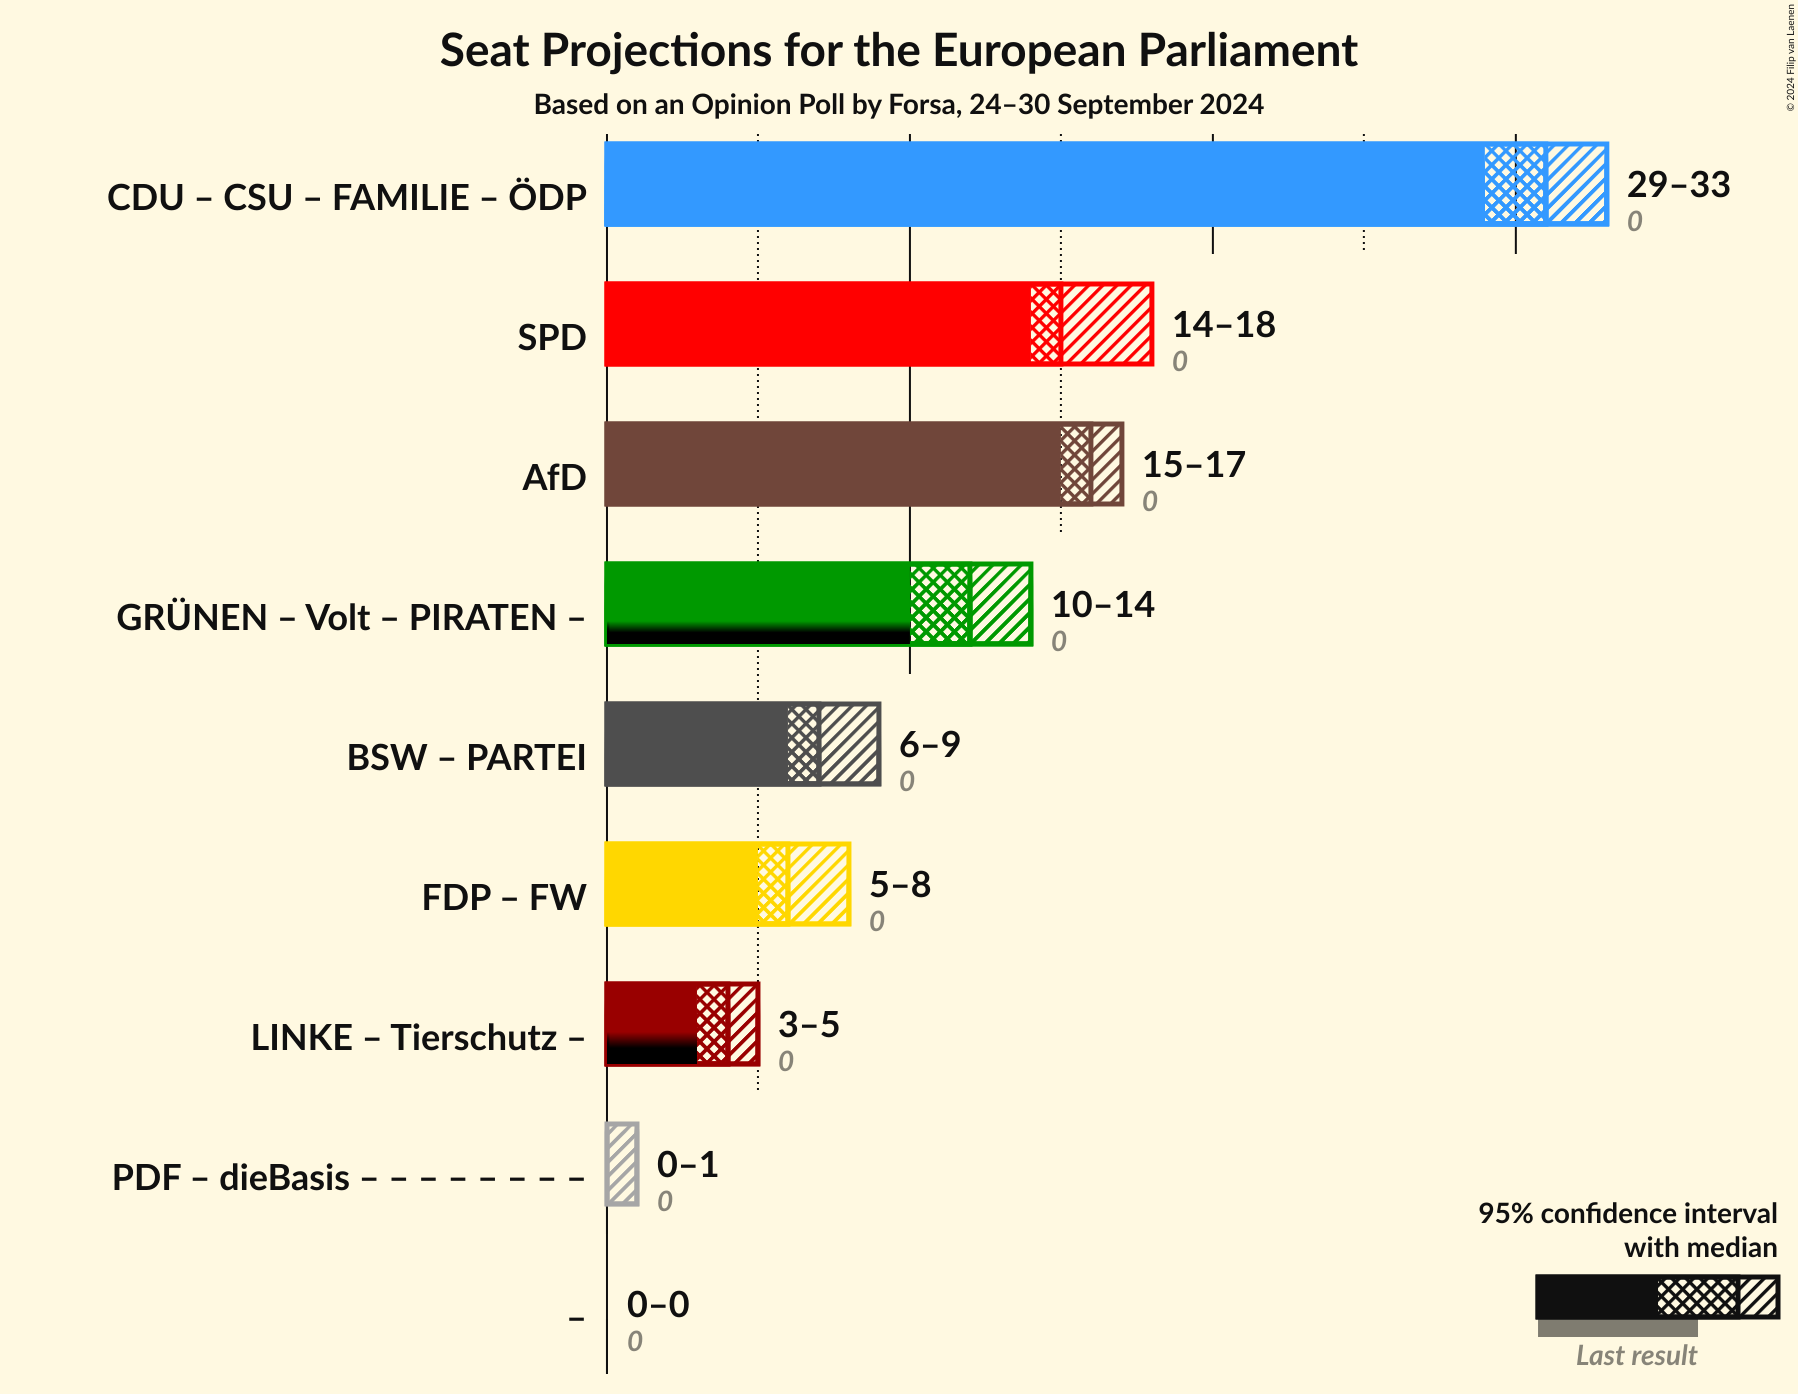 Seat Projections for the European Parliament
Based on an Opinion Poll by Forsa, 24–30 September 2024
© 2024 Filip van Laenen
CDU – CSU – FAMILIE – ÖDP
29–33
0
SPD
14–18
0
AfD
15–17
0
GRÜNEN – Volt – PIRATEN –
10–14
0
BSW – PARTEI
6–9
0
FDP – FW
5–8
0
LINKE – Tierschutz –
3–5
0
PDF – dieBasis – – – – – – – –
0–1
0
–
0–0
0
95% confidence interval
with median
Last result